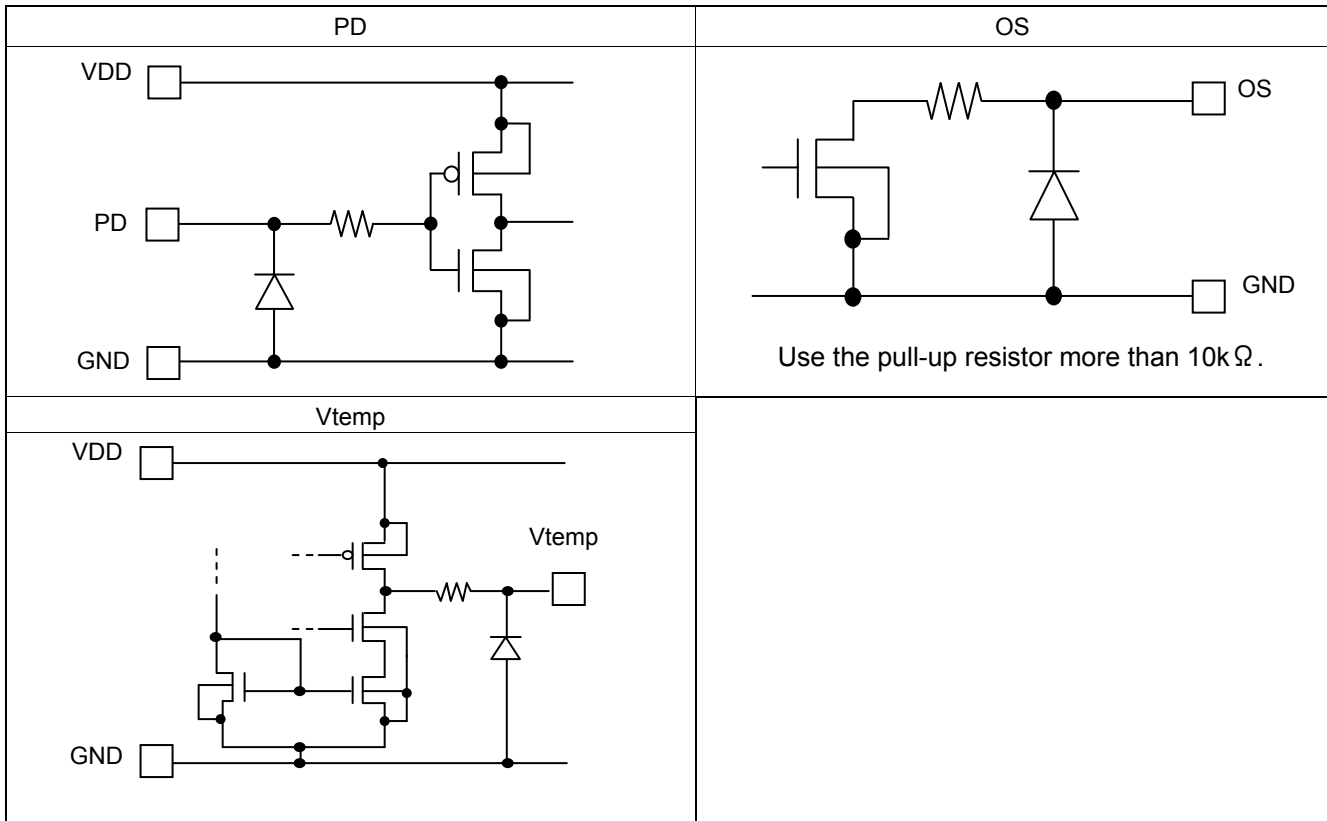 PD
VDD
PD
GND
OS
OS
GND
Use the pull-up resistor more than 10kΩ.
Vtemp
VDD
Vtemp
GND